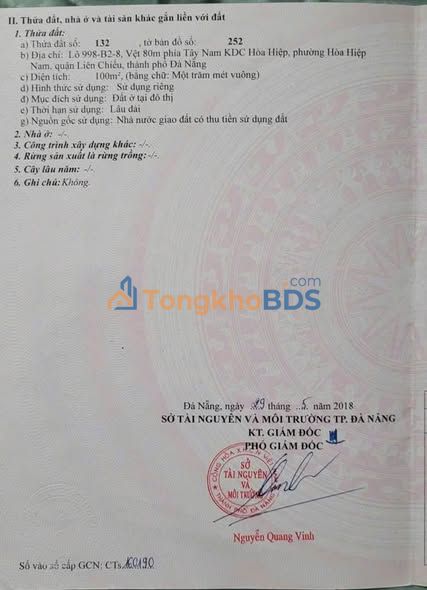 II. Thửa đất, nhà ở và tài sản khác gắn liền với đất
1. Thửa đất:
a) Thửa đất số: 132 , tờ bản đồ số: 252
b) Địa chỉ: Lô 998-B2-8, Vệt 80m phía Tây Nam KDC Hòa Hiệp, phường Hòa Hiệp
Nam, quận Liên Chiểu, thành phố Đà Nẵng
c) Diện tích: 100m², (bằng chữ: Một trăm mét vuông)
d) Hình thức sử dụng: Sử dụng riêng
đ) Mục đích sử dụng: Đất ở tại đô thị
e) Thời hạn sử dụng: Lâu dài
g) Nguồn gốc sử dụng: Nhà nước giao đất có thu tiền sử dụng đất
2. Nhà ở: -/-
3. Công trình xây dựng khác: -/-
4. Rừng sản xuất là rừng trồng: -/-
5. Cây lâu năm: -/-
6. Ghi chú: Không.
TongkhoBDS.com
Đà Nẵng, ngày 29 tháng 5 năm 2018
SỞ TÀI NGUYÊN VÀ MÔI TRƯỜNG TP. ĐÀ NẴNG
KT. GIÁM ĐỐC
PHÓ GIÁM ĐỐC
SỞ
TÀI NGUYÊN
VÀ
MÔI TRƯỜNG
THÀNH PHỐ ĐÀ NẴNG
Nguyễn Quang Vinh
Số vào sổ cấp GCN: CTs 160190